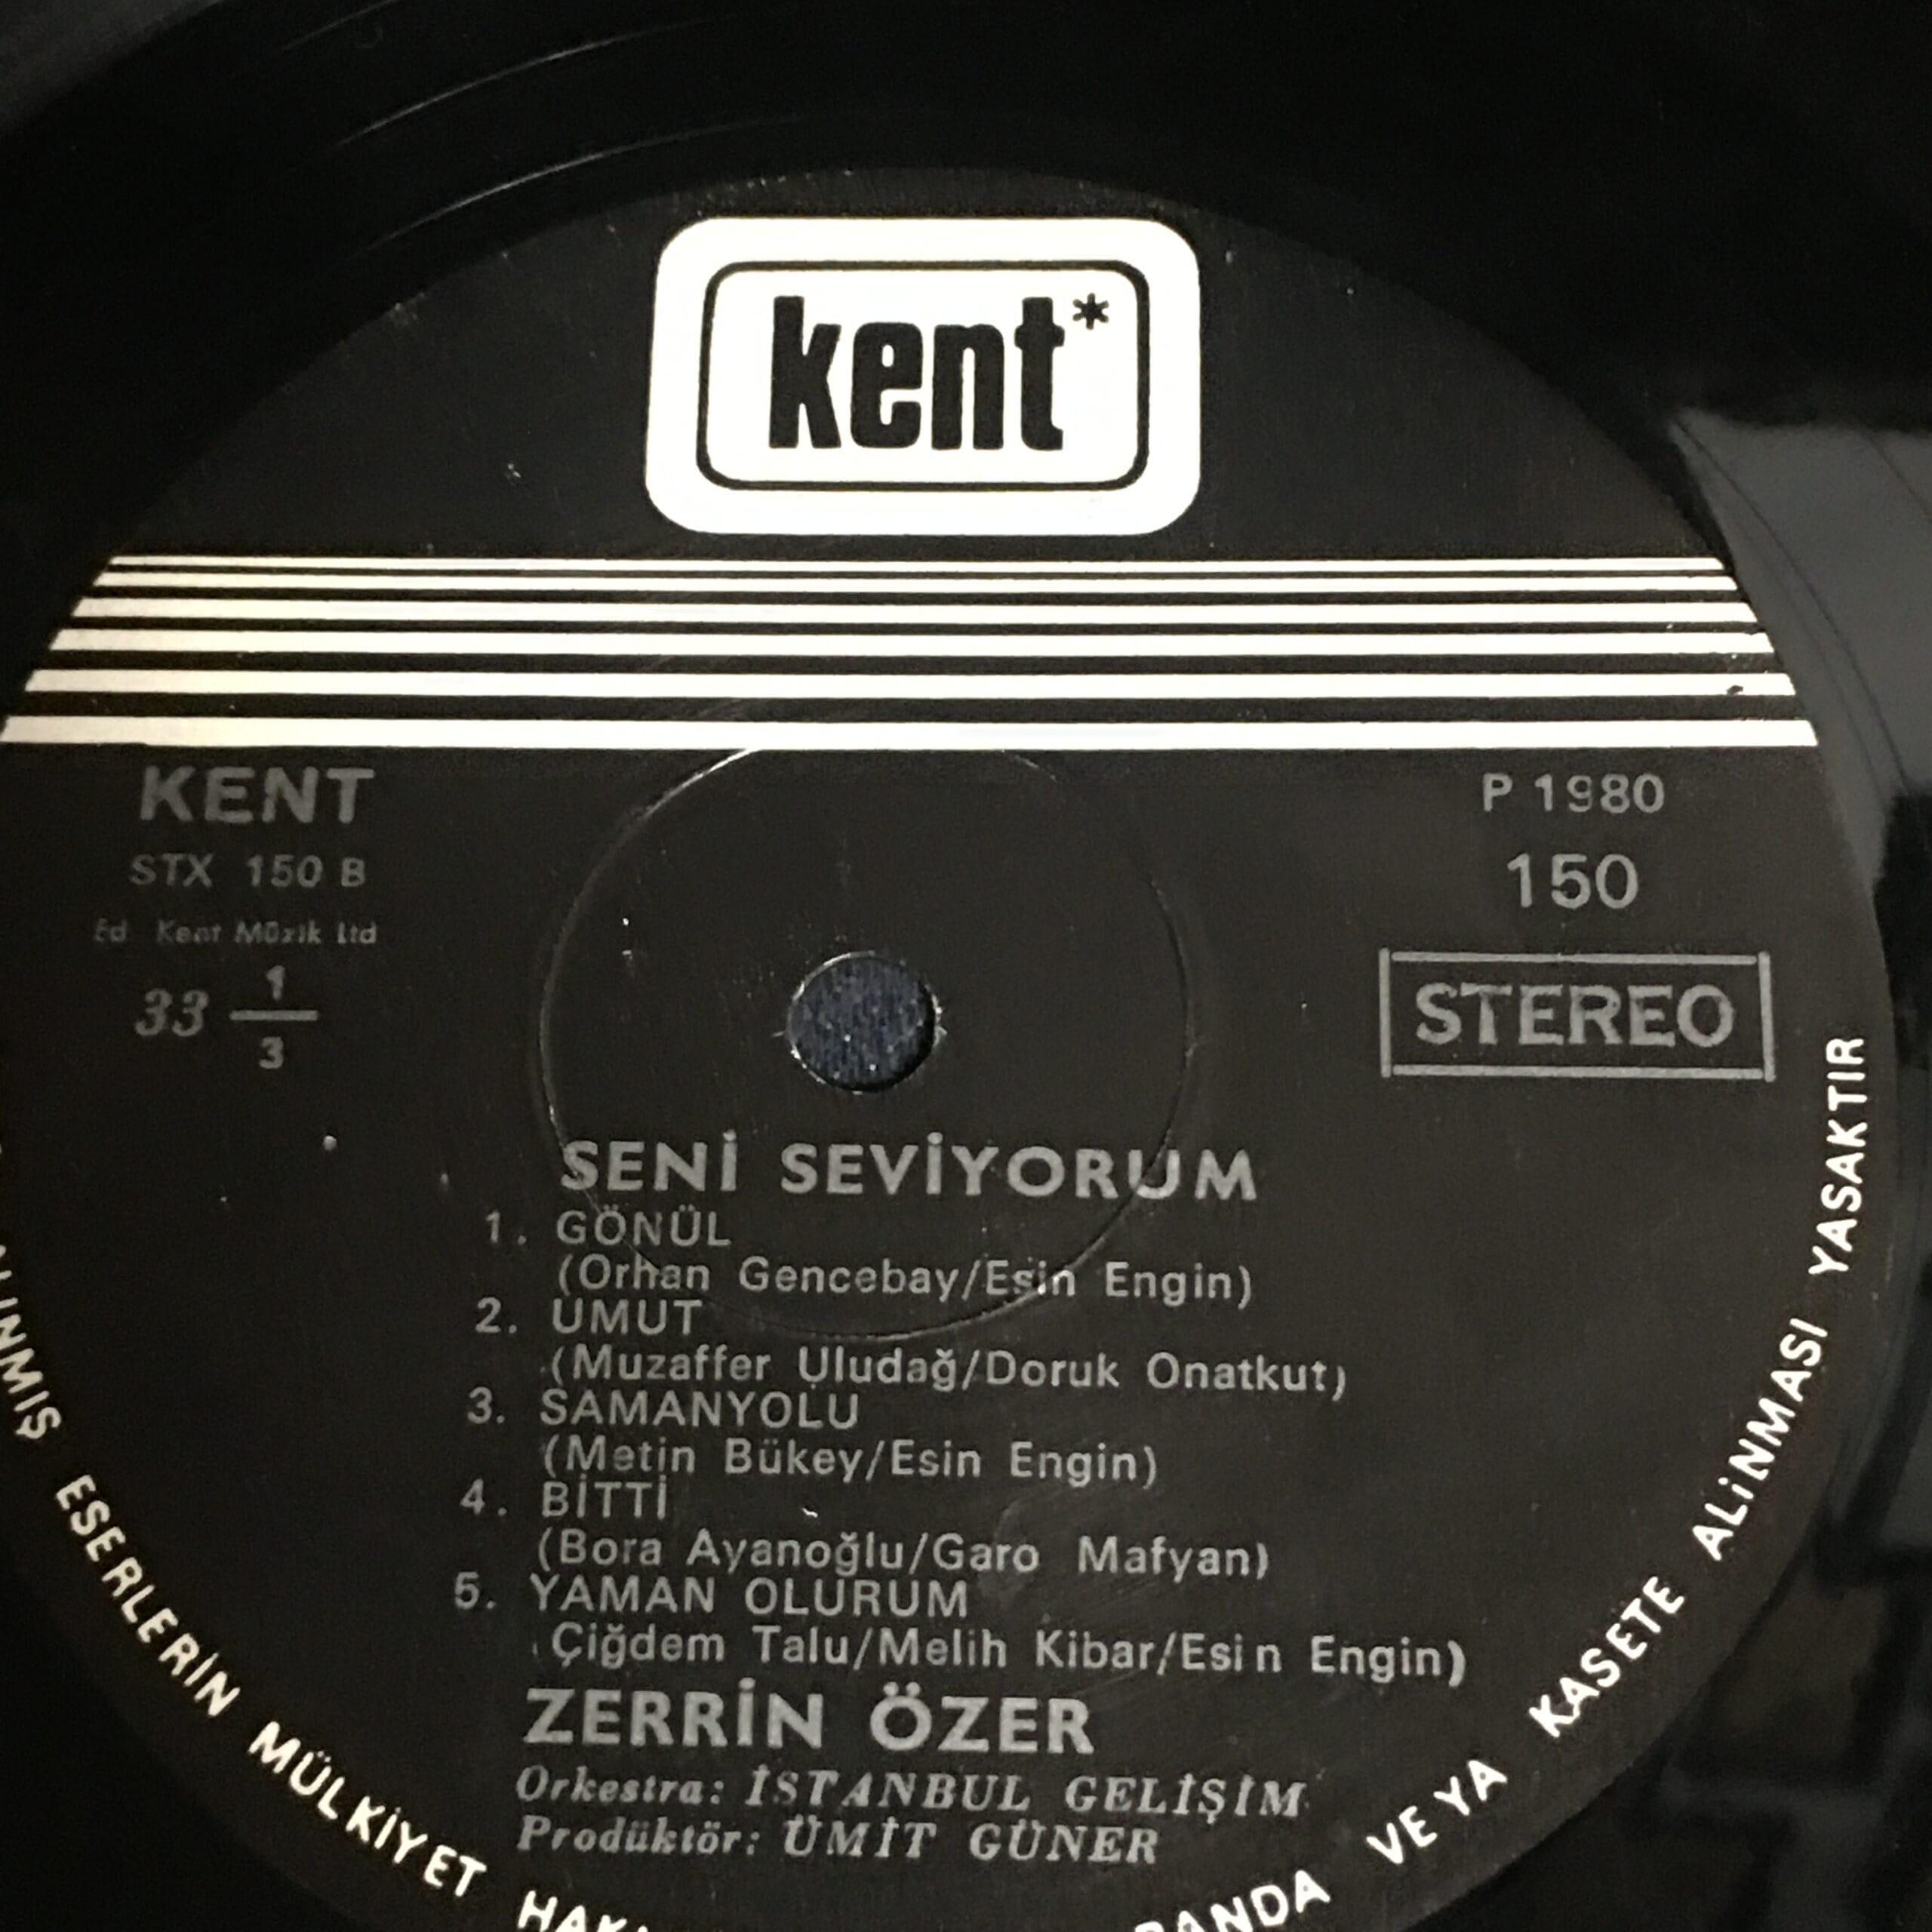 kent*
KENT
STX 150 B
Ed. Kent Müzik Ltd
33 1/3
P 1980
150
STEREO
SENİ SEVİYORUM
1. GÖNÜL
(Orhan Gencebay/Esin Engin)
2. UMUT
(Muzaffer Uludağ/Doruk Onatkut)
3. SAMANYOLU
(Metin Bükey/Esin Engin)
4. BİTTİ
(Bora Ayanoğlu/Garo Mafyan)
5. YAMAN OLURUM
Çiğdem Talu/Melih Kibar/Esin Engin)
ZERRİN ÖZER
Orkestra: İSTANBUL GELİŞİM
Prodüktör: ÜMİT GÜNER
ESERLERİN MÜLKİYET
VE YA KASETE ALiNMASI YASAKTIR